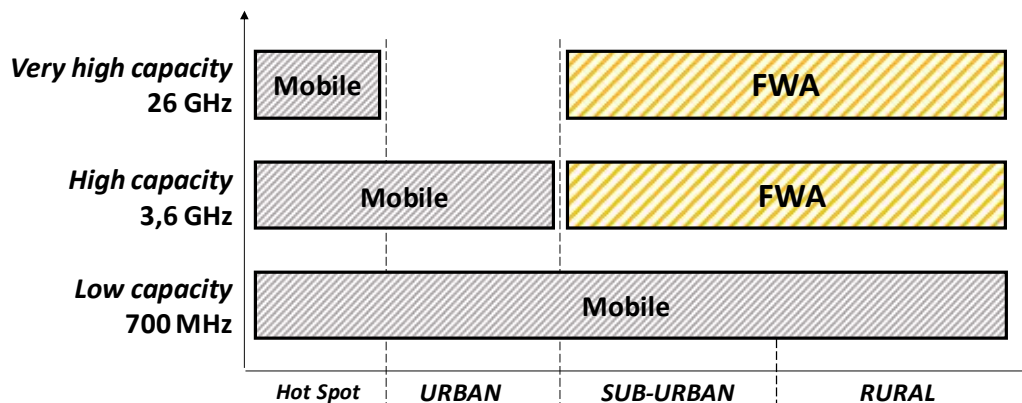 Very high capacity
26 GHz
Mobile
FWA
High capacity
3,6 GHz
Mobile
FWA
Low capacity
700 MHz
Mobile
Hot Spot
URBAN
SUB-URBAN
RURAL